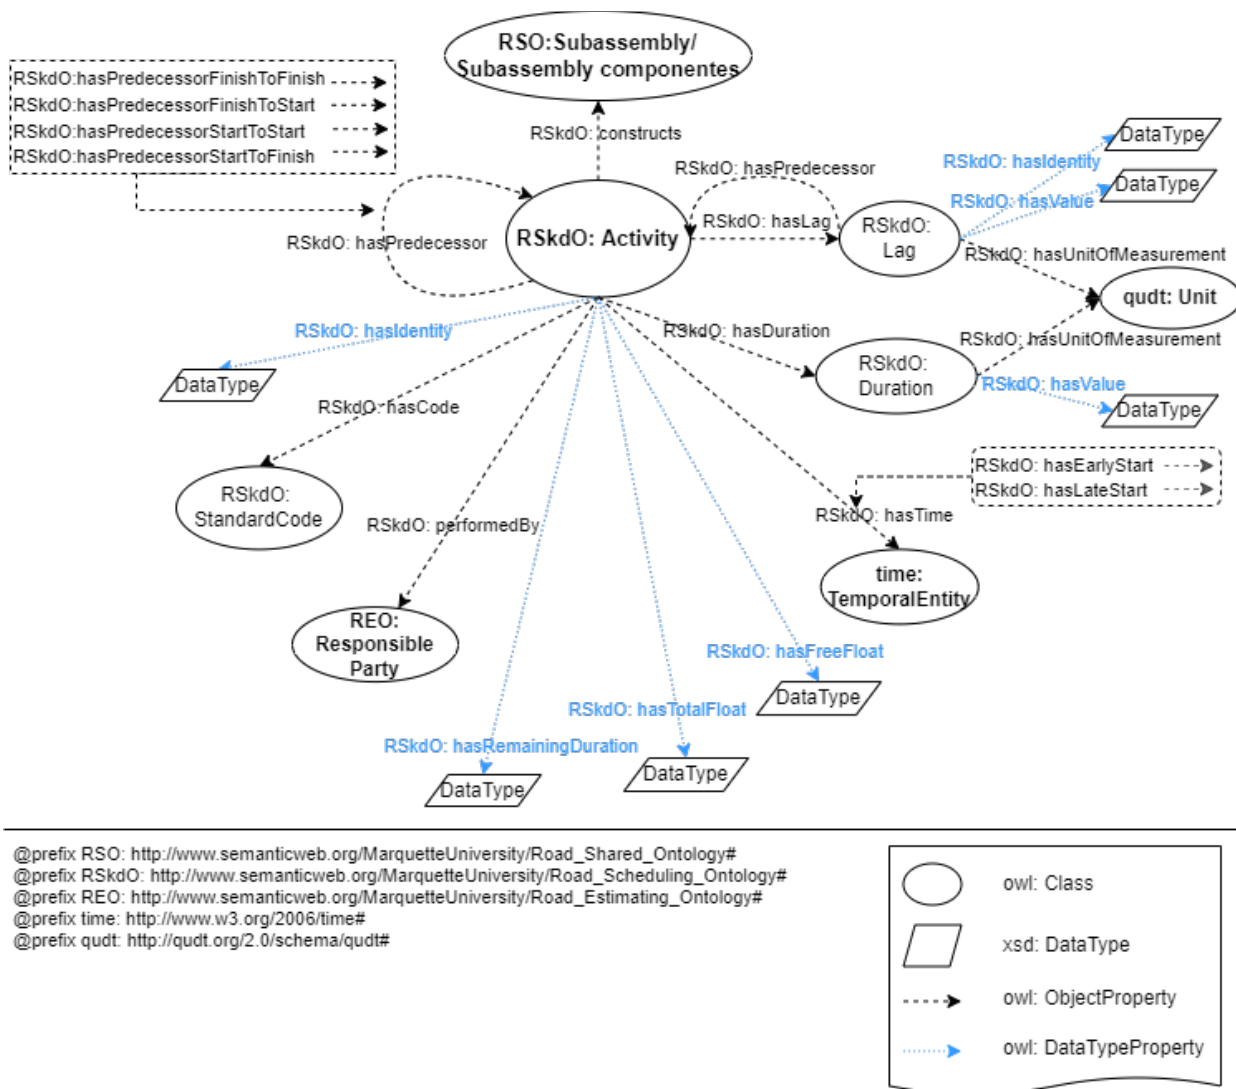 RSO:Subassembly/
Subassembly componentes
RSkdO:hasPredecessorFinishToFinish
RSkdO:hasPredecessorFinishToStart
RSkdO:hasPredecessorStartToStart
RSkdO:hasPredecessorStartToFinish
RSkdO: constructs
DataType
RSkdO: hasIdentity
RSkdO: hasPredecessor
DataType
RSkdO: hasValue
RSkdO: hasLag
RSkdO:
Lag
RSkdO: Activity
RSkdO: hasPredecessor
RSkdO: hasUnitOfMeasurement
qudt: Unit
RSkdO: hasIdentity
RSkdO: hasDuration
RSkdO: hasUnitOfMeasurement
RSkdO:
Duration
DataType
RSkdO: hasValue
DataType
RSkdO: hasCode
RSkdO: hasEarlyStart
RSkdO: hasLateStart
RSkdO:
StandardCode
RSkdO: performedBy
RSkdO: hasTime
time:
TemporalEntity
REO:
Responsible
Party
RSkdO: hasFreeFloat
DataType
RSkdO: hasTotalFloat
RSkdO: hasRemainingDuration
DataType
DataType
@prefix RSO: http://www.semanticweb.org/MarquetteUniversity/Road_Shared_Ontology#
@prefix RSkdO: http://www.semanticweb.org/MarquetteUniversity/Road_Scheduling_Ontology#
@prefix REO: http://www.semanticweb.org/MarquetteUniversity/Road_Estimating_Ontology#
@prefix time: http://www.w3.org/2006/time#
@prefix qudt: http://qudt.org/2.0/schema/qudt#
owl: Class
xsd: DataType
owl: ObjectProperty
owl: DataTypeProperty